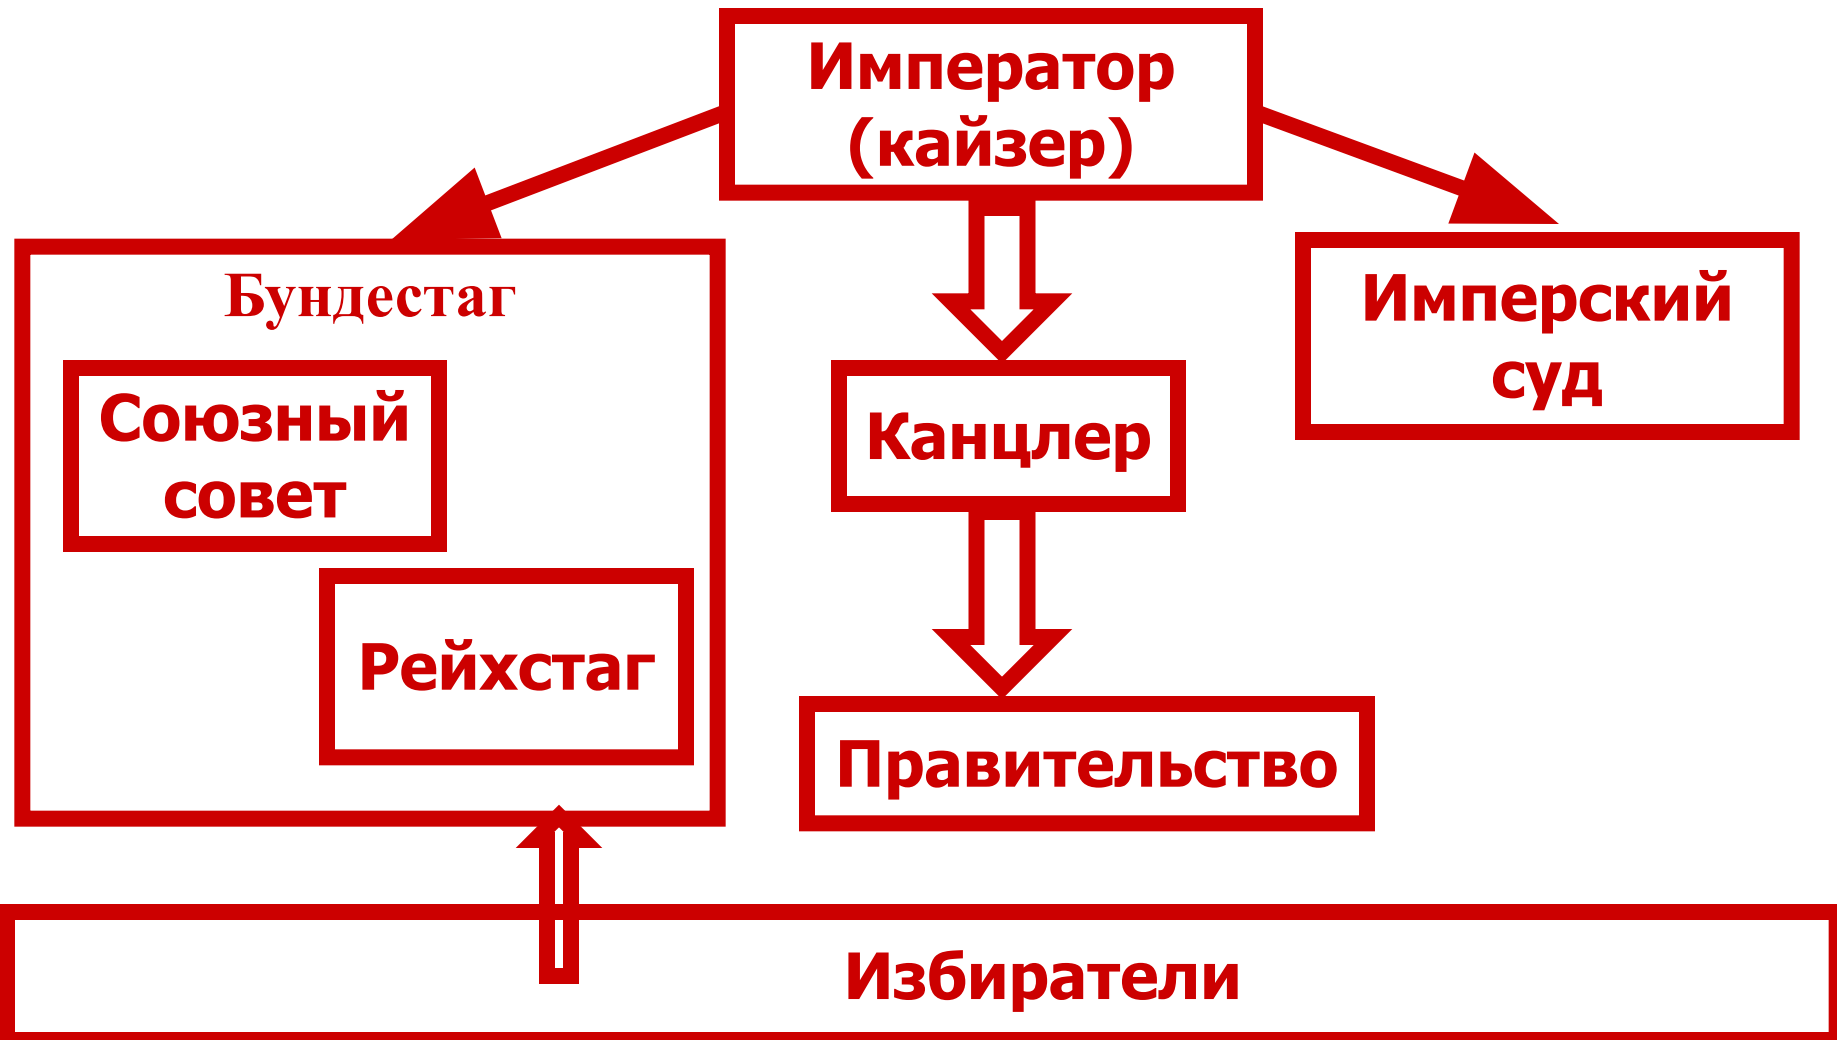 Император
(кайзер)
Бундестаг
Союзный
совет
Рейхстаг
Канцлер
Правительство
Имперский
суд
Избиратели